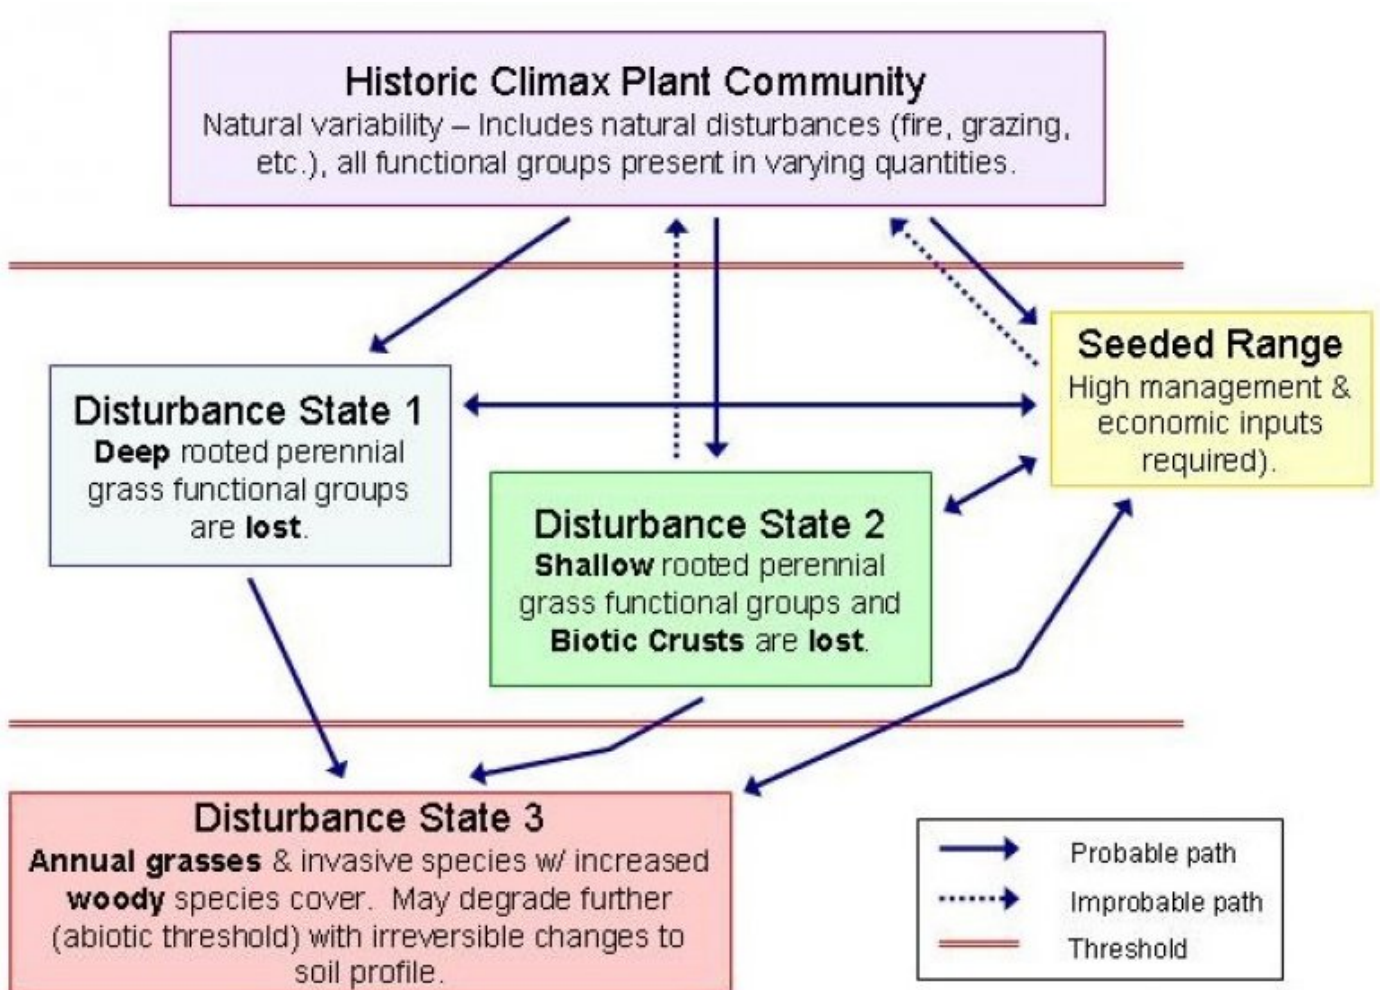 Historic Climax Plant Community
Natural variability – Includes natural disturbances (fire, grazing,
etc.), all functional groups present in varying quantities.
Seeded Range
High management &
economic inputs
required).
Disturbance State 1
Deep rooted perennial
grass functional groups
are lost.
Disturbance State 2
Shallow rooted perennial
grass functional groups and
Biotic Crusts are lost.
Disturbance State 3
Annual grasses & invasive species w/ increased
woody species cover. May degrade further
(abiotic threshold) with irreversible changes to
soil profile.
Probable path
Improbable path
Threshold